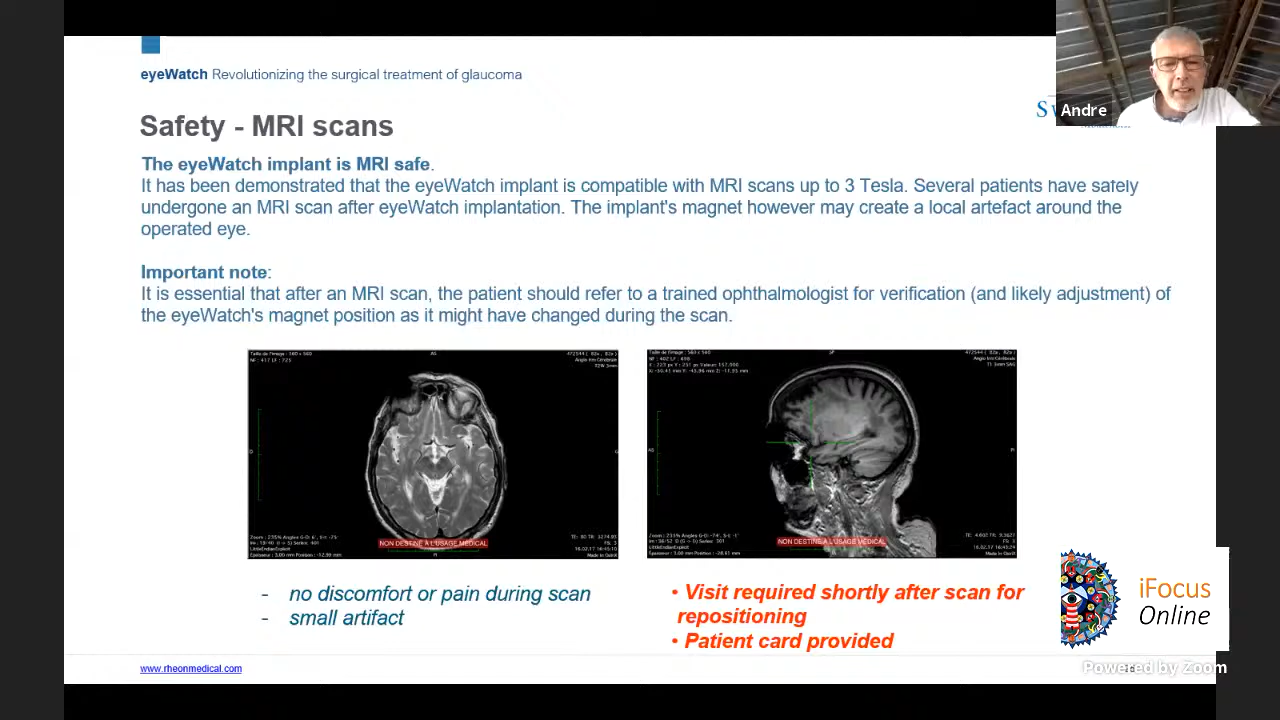 eyeWatch Revolutionizing the surgical treatment of glaucoma
Andre
Safety - MRI scans
The eyeWatch implant is MRI safe.
It has been demonstrated that the eyeWatch implant is compatible with MRI scans up to 3 Tesla. Several patients have safely
undergone an MRI scan after eyeWatch implantation. The implant's magnet however may create a local artefact around the
operated eye.
Important note:
It is essential that after an MRI scan, the patient should refer to a trained ophthalmologist for verification (and likely adjustment) of
the eyeWatch's magnet position as it might have changed during the scan.
NON DESTINÉ À L'USAGE MÉDICAL
NON DESTINÉ À L'USAGE MÉDICAL
- no discomfort or pain during scan
- small artifact
• Visit required shortly after scan for
repositioning
• Patient card provided
iFocus
Online
www.rheonmedical.com
Powered by Zoom